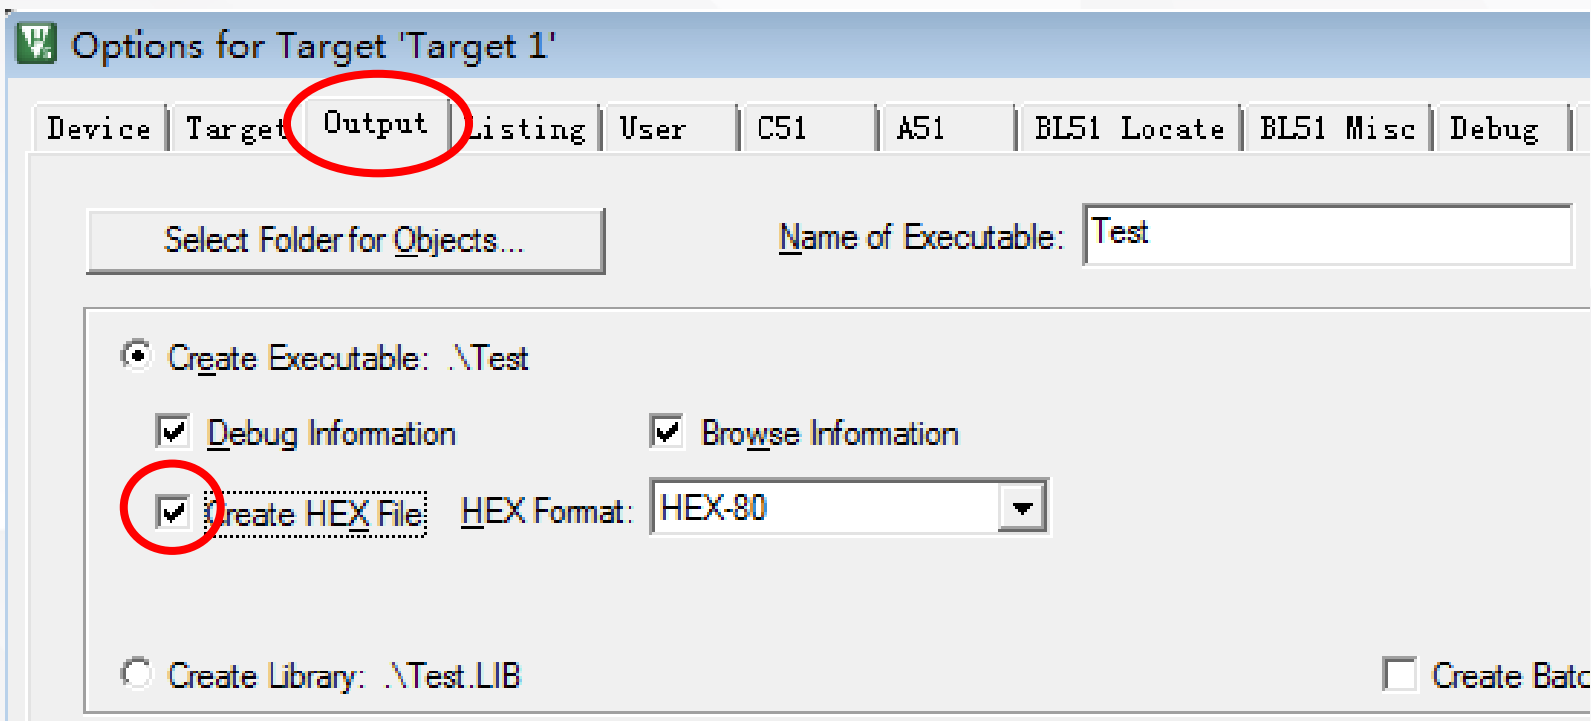 Options for Target 'Target 1'
Device Target Output Listing User C51 A51 BL51 Locate BL51 Misc Debug
Select Folder for Objects... Name of Executable: Test
Create Executable: .\Test
Debug Information Browse Information
Create HEX File HEX Format: HEX-80
Create Library: .\Test.LIB Create Batc